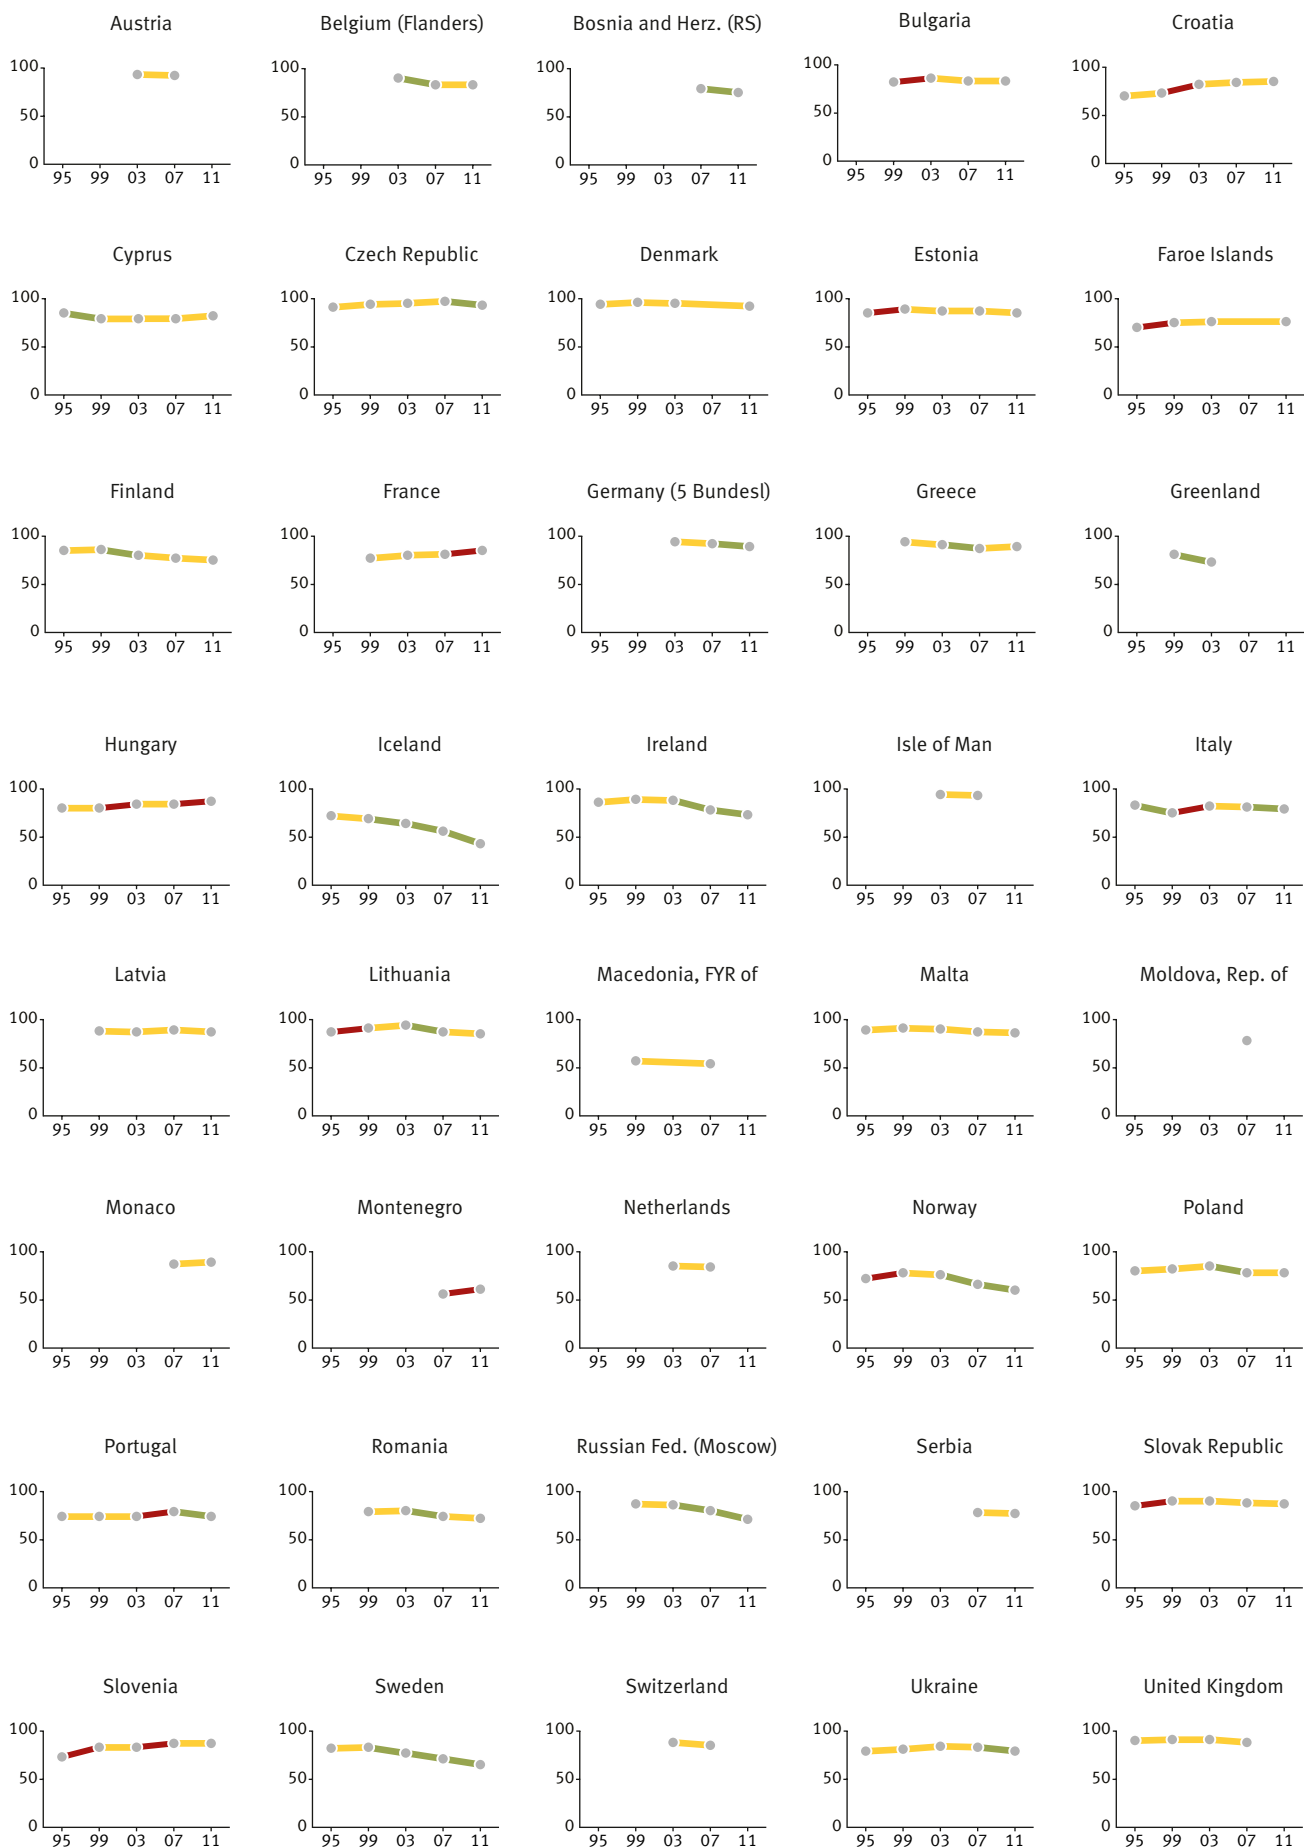 Austria Belgium (Flanders) Bosnia and Herz. (RS) Bulgaria Croatia
100 100 100 100 100
50 50 50 50 50
0 0 0 0 0
95 99 03 07 11 95 99 03 07 11 95 99 03 07 11 95 99 03 07 11 95 99 03 07 11
Cyprus Czech Republic Denmark Estonia Faroe Islands
100 100 100 100 100
50 50 50 50 50
0 0 0 0 0
95 99 03 07 11 95 99 03 07 11 95 99 03 07 11 95 99 03 07 11 95 99 03 07 11
Finland France Germany (5 Bundesl) Greece Greenland
100 100 100 100 100
50 50 50 50 50
0 0 0 0 0
95 99 03 07 11 95 99 03 07 11 95 99 03 07 11 95 99 03 07 11 95 99 03 07 11
Hungary Iceland Ireland Isle of Man Italy
100 100 100 100 100
50 50 50 50 50
0 0 0 0 0
95 99 03 07 11 95 99 03 07 11 95 99 03 07 11 95 99 03 07 11 95 99 03 07 11
Latvia Lithuania Macedonia, FYR of Malta Moldova, Rep. of
100 100 100 100 100
50 50 50 50 50
0 0 0 0 0
95 99 03 07 11 95 99 03 07 11 95 99 03 07 11 95 99 03 07 11 95 99 03 07 11
Monaco Montenegro Netherlands Norway Poland
100 100 100 100 100
50 50 50 50 50
0 0 0 0 0
95 99 03 07 11 95 99 03 07 11 95 99 03 07 11 95 99 03 07 11 95 99 03 07 11
Portugal Romania Russian Fed. (Moscow) Serbia Slovak Republic
100 100 100 100 100
50 50 50 50 50
0 0 0 0 0
95 99 03 07 11 95 99 03 07 11 95 99 03 07 11 95 99 03 07 11 95 99 03 07 11
Slovenia Sweden Switzerland Ukraine United Kingdom
100 100 100 100 100
50 50 50 50 50
0 0 0 0 0
95 99 03 07 11 95 99 03 07 11 95 99 03 07 11 95 99 03 07 11 95 99 03 07 11